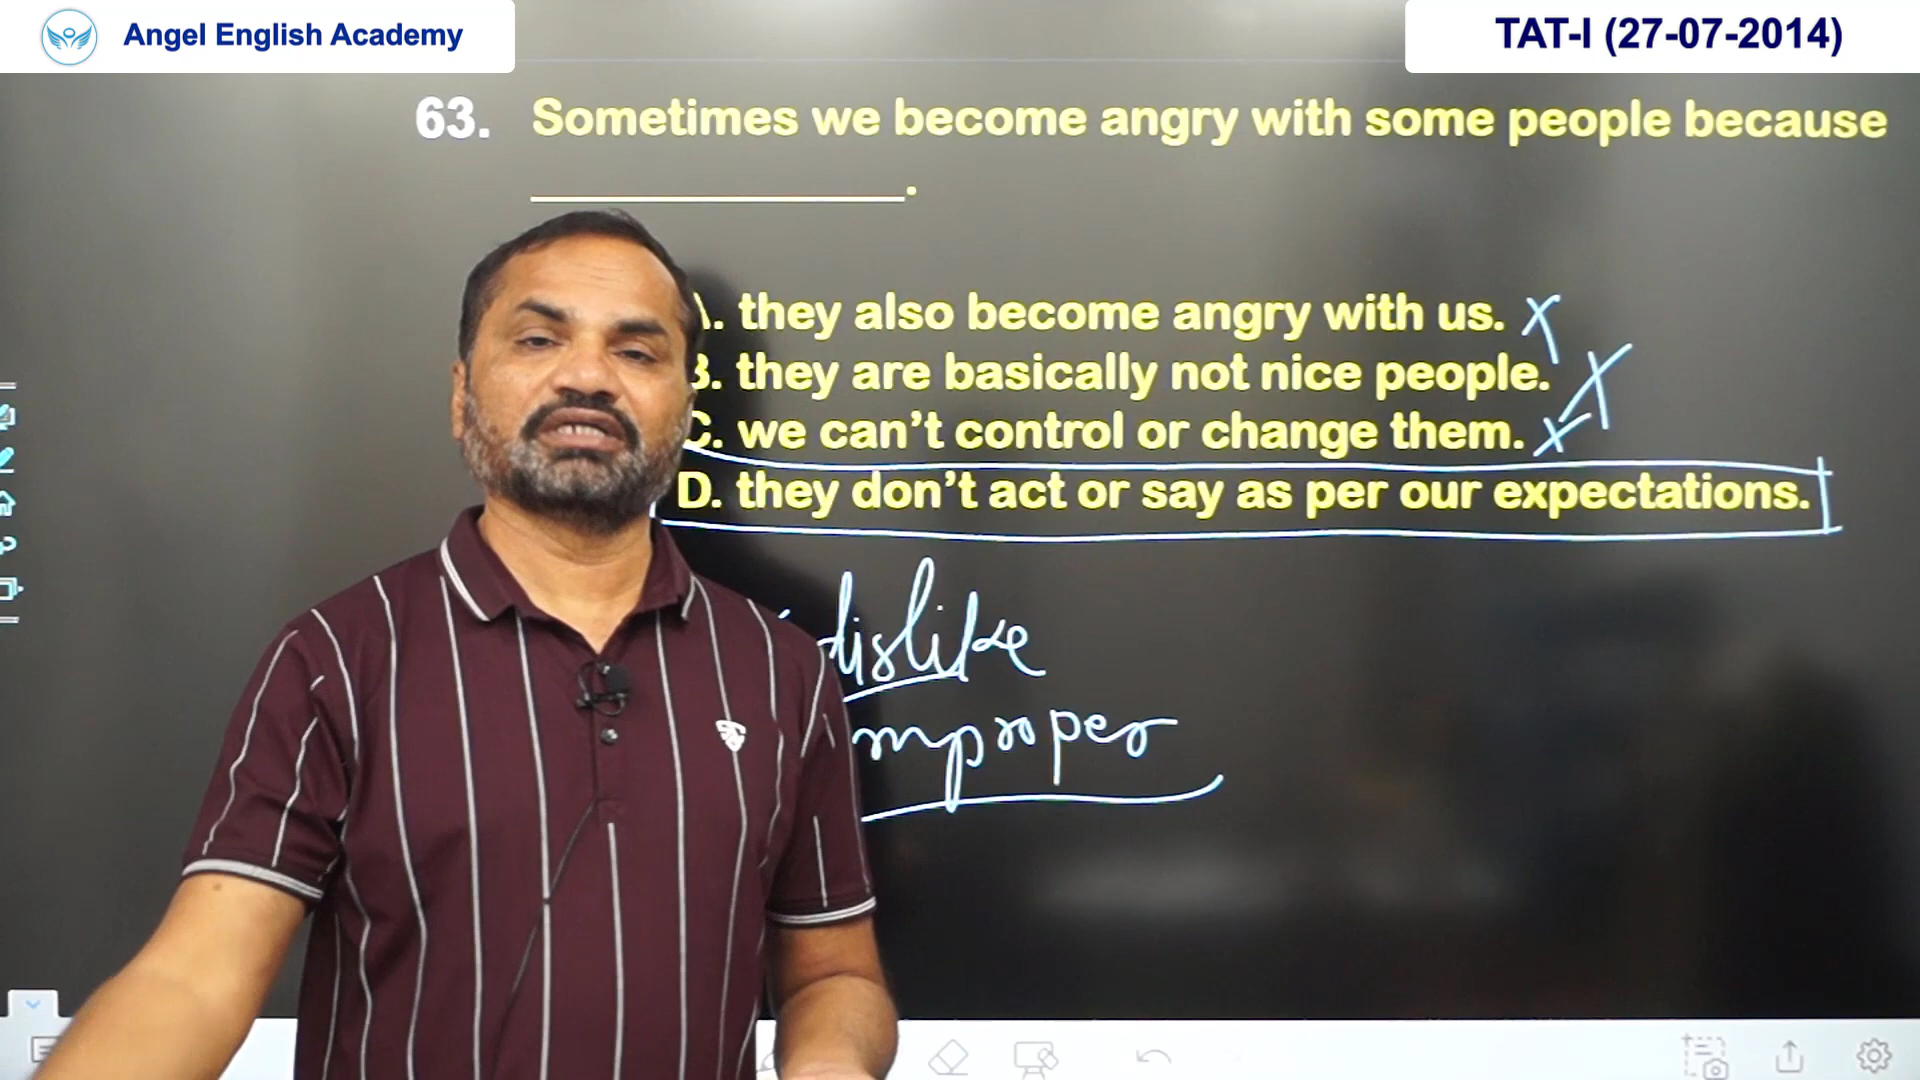 Angel English Academy
TAT-I (27-07-2014)
63. Sometimes we become angry with some people because
____________.
A. they also become angry with us. x
B. they are basically not nice people. x
C. we can't control or change them. x
D. they don't act or say as per our expectations.
dislike
improper